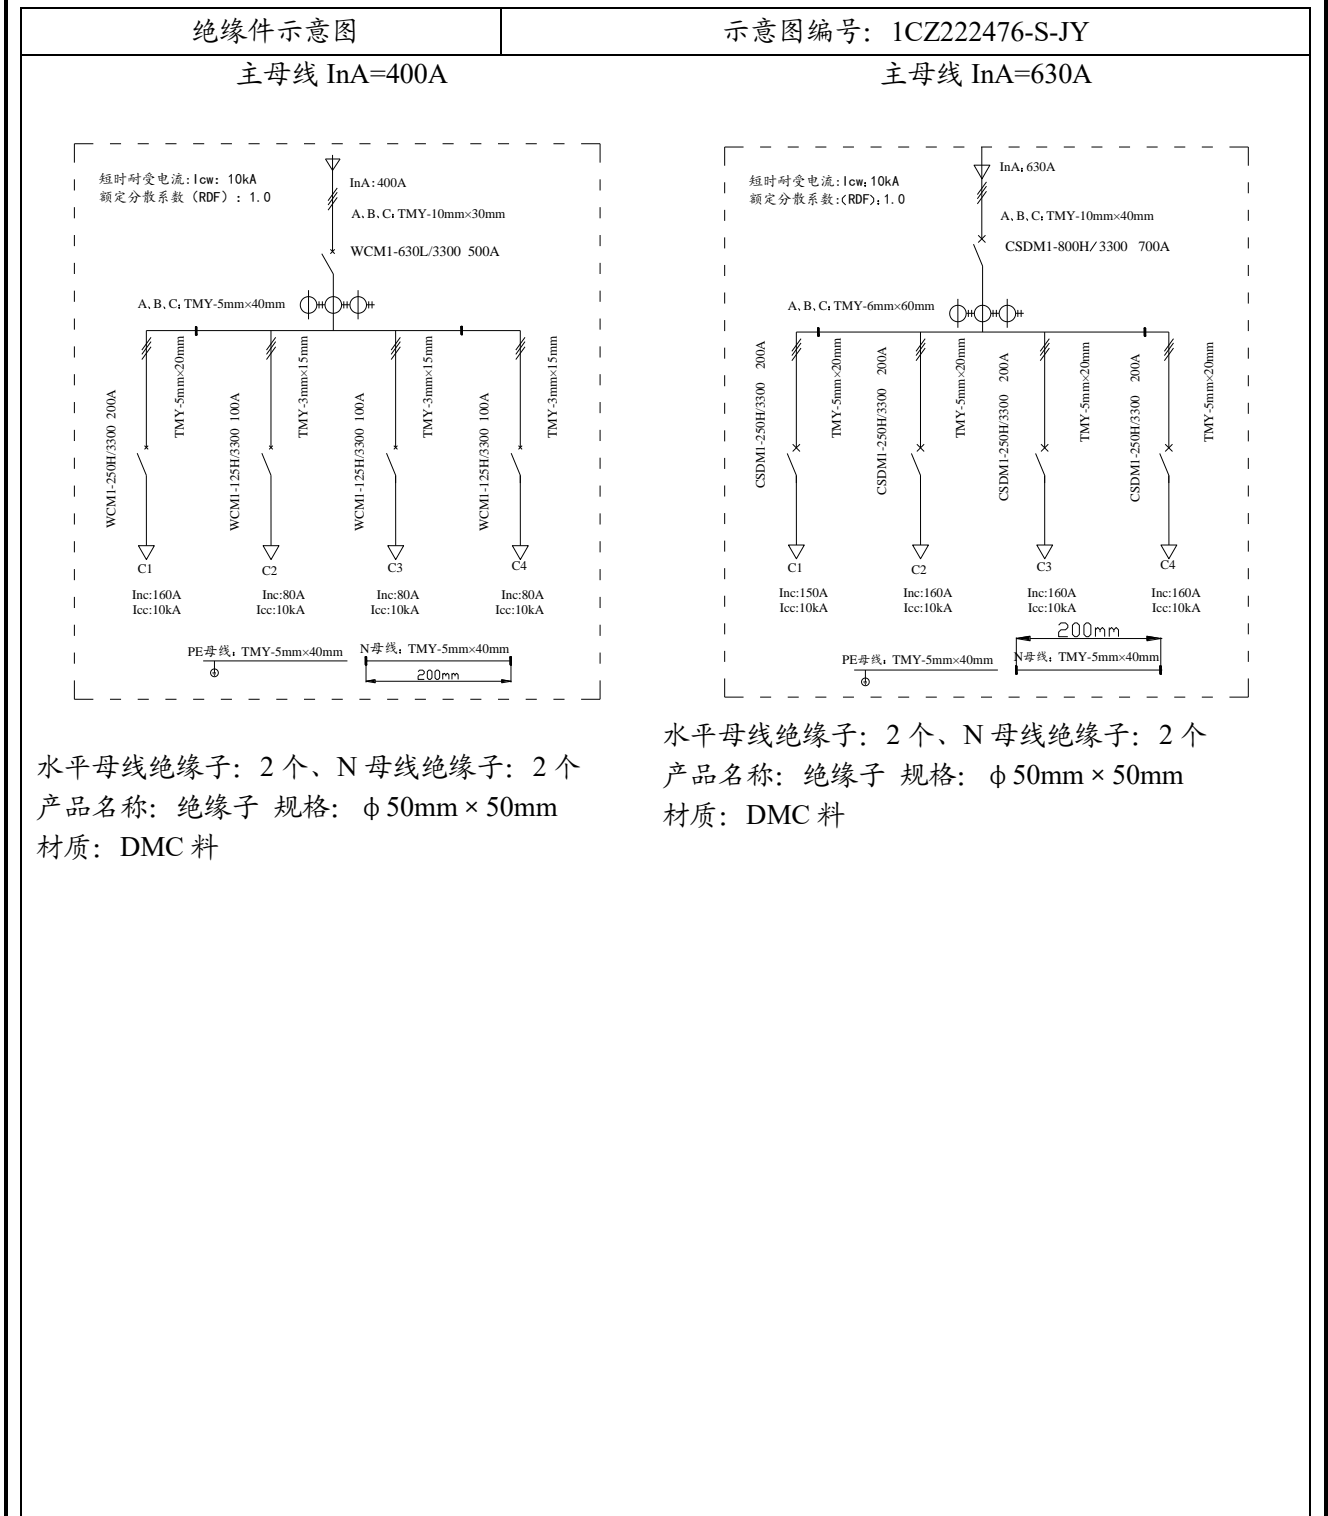 绝缘件示意图
示意图编号：1CZ222476-S-JY
主母线 InA=400A
主母线 InA=630A
短时耐受电流:Icw: 10kA
额定分散系数（RDF）: 1.0
InA:400A
A、B、C:TMY-10mm×30mm
WCM1-630L/3300 500A
A、B、C:TMY-5mm×40mm
WCM1-250H/3300 200A
TMY-5mm×20mm
WCM1-125H/3300 100A
TMY-3mm×15mm
WCM1-125H/3300 100A
TMY-3mm×15mm
WCM1-125H/3300 100A
TMY-3mm×15mm
C1
C2
C3
C4
Inc:160A
Icc:10kA
Inc:80A
Icc:10kA
Inc:80A
Icc:10kA
Inc:80A
Icc:10kA
PE母线：TMY-5mm×40mm
N母线：TMY-5mm×40mm
200mm
水平母线绝缘子：2个、N母线绝缘子：2个
产品名称：绝缘子 规格：φ50mm×50mm
材质：DMC料
短时耐受电流:Icw:10kA
额定分散系数:(RDF):1.0
InA:630A
A、B、C:TMY-10mm×40mm
CSDM1-800H/3300 700A
A、B、C:TMY-6mm×60mm
CSDM1-250H/3300 200A
TMY-5mm×20mm
CSDM1-250H/3300 200A
TMY-5mm×20mm
CSDM1-250H/3300 200A
TMY-5mm×20mm
CSDM1-250H/3300 200A
TMY-5mm×20mm
C1
C2
C3
C4
Inc:150A
Icc:10kA
Inc:160A
Icc:10kA
Inc:160A
Icc:10kA
Inc:160A
Icc:10kA
200mm
PE母线：TMY-5mm×40mm
N母线：TMY-5mm×40mm
水平母线绝缘子：2个、N母线绝缘子：2个
产品名称：绝缘子 规格：φ50mm×50mm
材质：DMC料